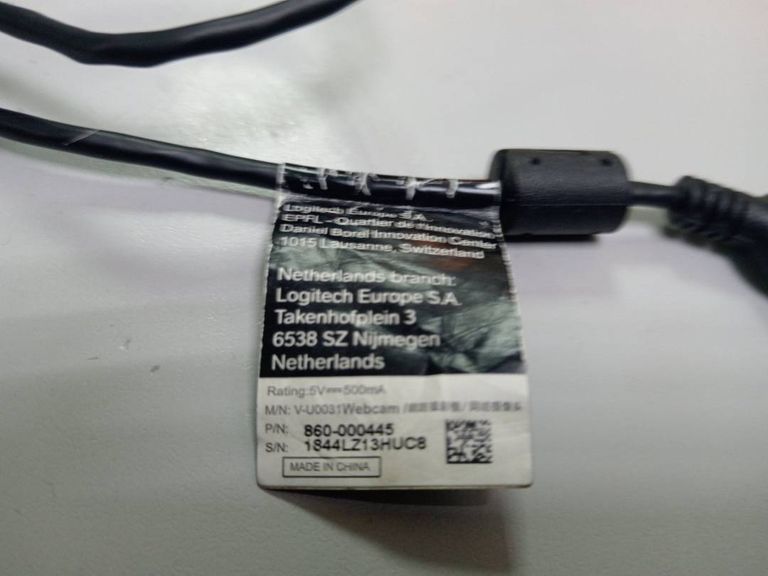 Logitech Europe S.A.
EPFL - Quartier de l'Innovation
Daniel Borel Innovation Center
1015 Lausanne, Switzerland
Netherlands branch:
Logitech Europe S.A.
Takenhofplein 3
6538 SZ Nijmegen
Netherlands
Rating:5V⎓500mA
M/N: V-U0031Webcam /
P/N: 860-000445
S/N: 1844LZ13HUC8
MADE IN CHINA